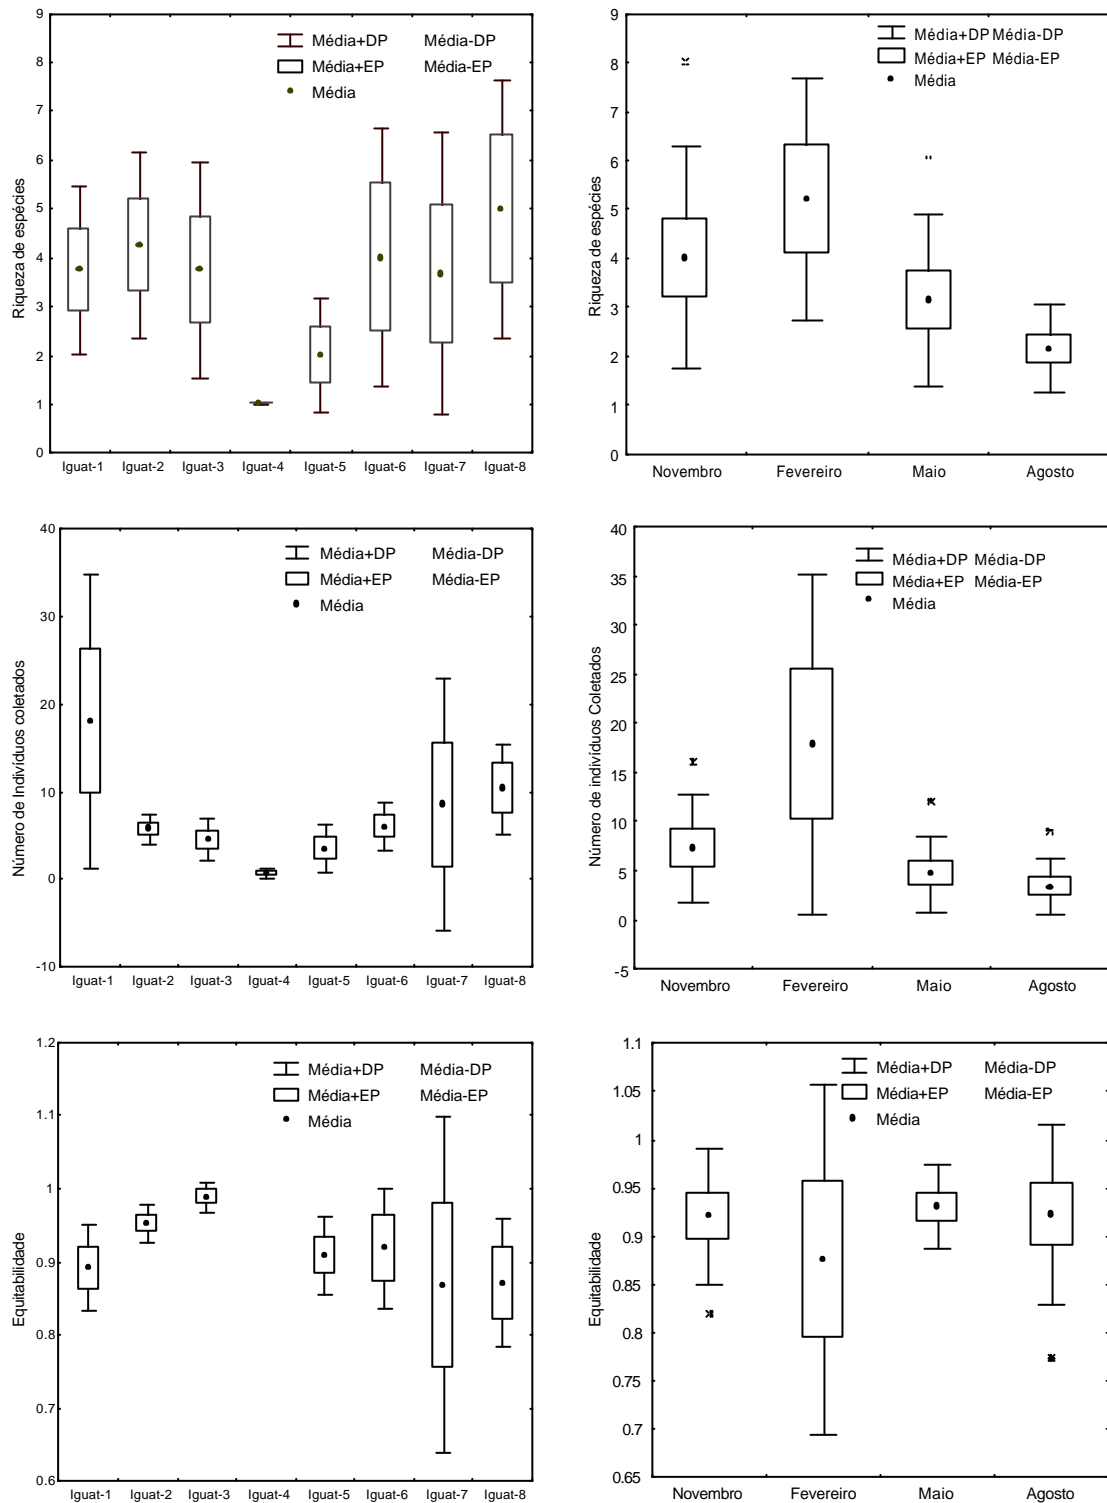 9
8
7
6
5
4
3
2
1
0
Riqueza de espécies
Média+DP Média-DP
Média+EP Média-EP
Média
Iguat-1 Iguat-2 Iguat-3 Iguat-4 Iguat-5 Iguat-6 Iguat-7 Iguat-8
9
8
7
6
5
4
3
2
1
0
Riqueza de espécies
Média+DP Média-DP
Média+EP Média-EP
Média
Novembro Fevereiro Maio Agosto
40
30
20
10
0
-10
Número de Indivíduos coletados
Média+DP Média-DP
Média+EP Média-EP
Média
Iguat-1 Iguat-2 Iguat-3 Iguat-4 Iguat-5 Iguat-6 Iguat-7 Iguat-8
40
35
30
25
20
15
10
5
0
-5
Número de indivíduos Coletados
Média+DP Média-DP
Média+EP Média-EP
Média
Novembro Fevereiro Maio Agosto
1.2
1.1
1
0.9
0.8
0.7
0.6
Equitabilidade
Média+DP Média-DP
Média+EP Média-EP
Média
Iguat-1 Iguat-2 Iguat-3 Iguat-4 Iguat-5 Iguat-6 Iguat-7 Iguat-8
1.1
1.05
1
0.95
0.9
0.85
0.8
0.75
0.7
0.65
Equitabilidade
Média+DP Média-DP
Média+EP Média-EP
Média
Novembro Fevereiro Maio Agosto